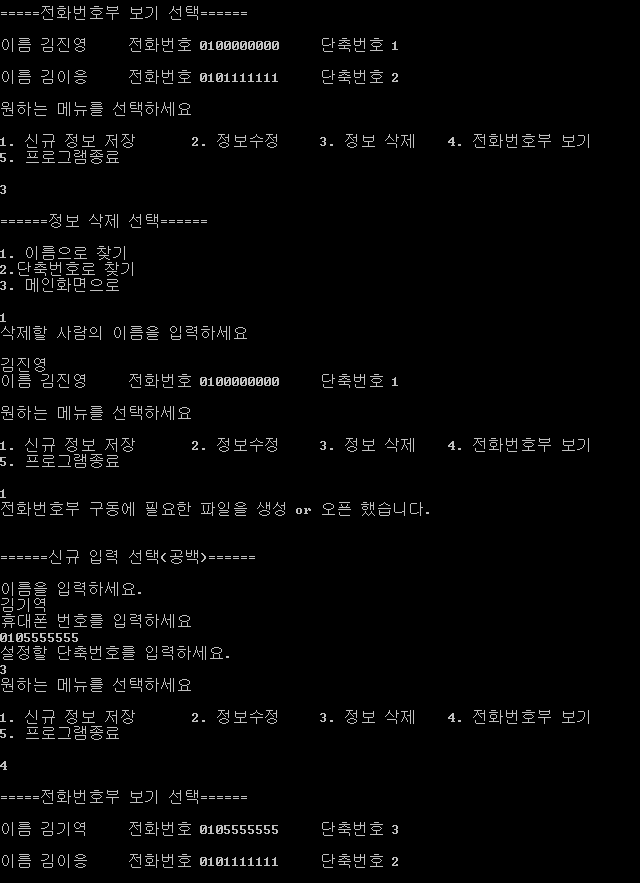 =====전화번호부 보기 선택======
이름 김진영 전화번호 0100000000 단축번호 1
이름 김이응 전화번호 0101111111 단축번호 2
원하는 메뉴를 선택하세요
1. 신규 정보 저장 2. 정보수정 3. 정보 삭제 4. 전화번호부 보기
5. 프로그램종료
3
======정보 삭제 선택======
1. 이름으로 찾기
2.단축번호로 찾기
3. 메인화면으로
1
삭제할 사람의 이름을 입력하세요
김진영
이름 김진영 전화번호 0100000000 단축번호 1
원하는 메뉴를 선택하세요
1. 신규 정보 저장 2. 정보수정 3. 정보 삭제 4. 전화번호부 보기
5. 프로그램종료
1
전화번호부 구동에 필요한 파일을 생성 or 오픈 했습니다.
======신규 입력 선택(공백)======
이름을 입력하세요.
김기역
휴대폰 번호를 입력하세요
0105555555
설정할 단축번호를 입력하세요.
3
원하는 메뉴를 선택하세요
1. 신규 정보 저장 2. 정보수정 3. 정보 삭제 4. 전화번호부 보기
5. 프로그램종료
4
=====전화번호부 보기 선택======
이름 김기역 전화번호 0105555555 단축번호 3
이름 김이응 전화번호 0101111111 단축번호 2